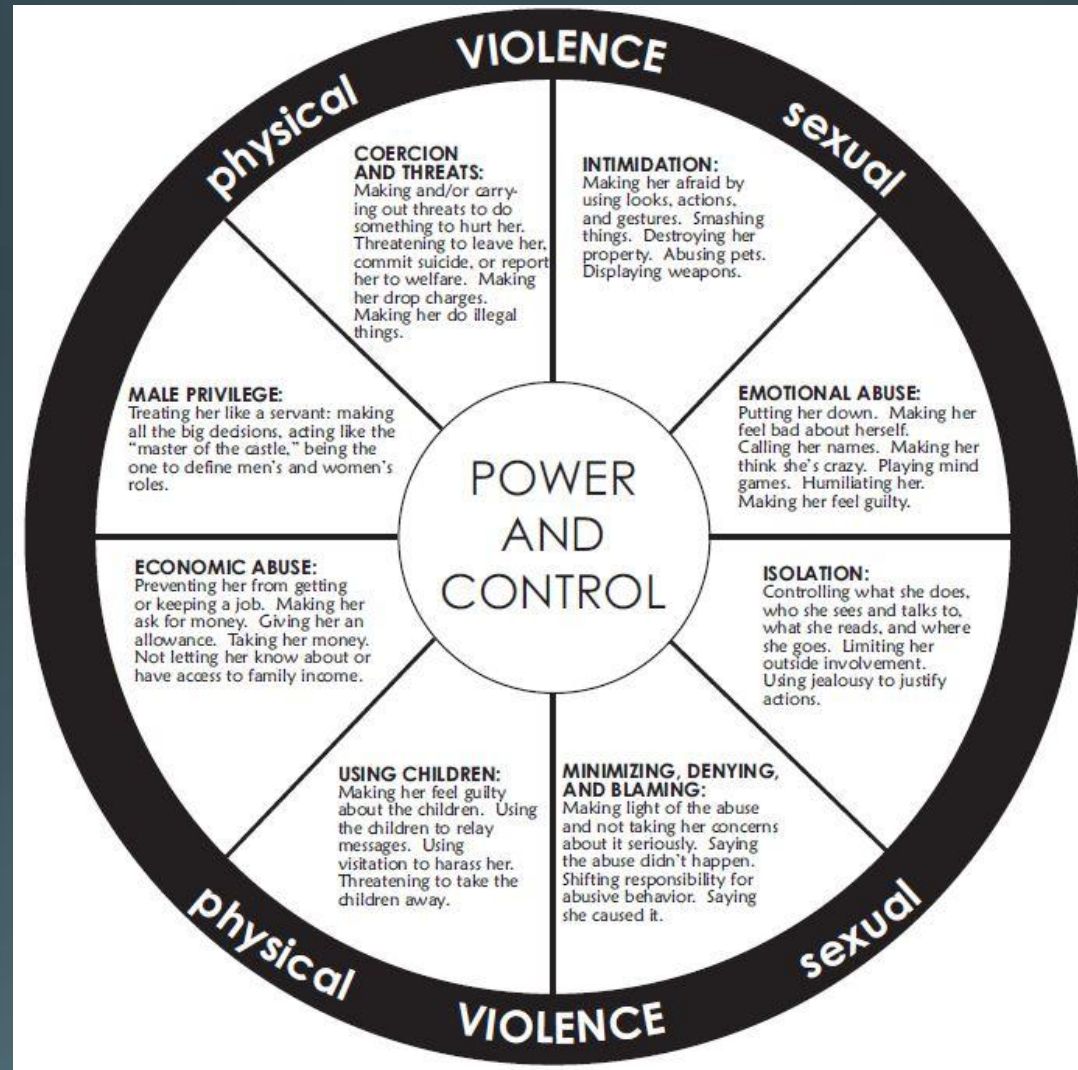 physical VIOLENCE sexual
COERCION
AND THREATS:
Making and/or carry-
ing out threats to do
something to hurt her.
Threatening to leave her,
commit suicide, or report
her to welfare. Making
her drop charges.
Making her do illegal
things.
INTIMIDATION:
Making her afraid by
using looks, actions,
and gestures. Smashing
things. Destroying her
property. Abusing pets.
Displaying weapons.
MALE PRIVILEGE:
Treating her like a servant: making
all the big decisions, acting like the
“master of the castle,” being the
one to define men’s and women’s
roles.
EMOTIONAL ABUSE:
Putting her down. Making her
feel bad about herself.
Calling her names. Making her
think she’s crazy. Playing mind
games. Humiliating her.
Making her feel guilty.
POWER
AND
CONTROL
ECONOMIC ABUSE:
Preventing her from getting
or keeping a job. Making her
ask for money. Giving her an
allowance. Taking her money.
Not letting her know about or
have access to family income.
ISOLATION:
Controlling what she does,
who she sees and talks to,
what she reads, and where
she goes. Limiting her
outside involvement.
Using jealousy to justify
actions.
USING CHILDREN:
Making her feel guilty
about the children. Using
the children to relay
messages. Using
visitation to harass her.
Threatening to take the
children away.
MINIMIZING, DENYING,
AND BLAMING:
Making light of the abuse
and not taking her concerns
about it seriously. Saying
the abuse didn’t happen.
Shifting responsibility for
abusive behavior. Saying
she caused it.
physical VIOLENCE sexual